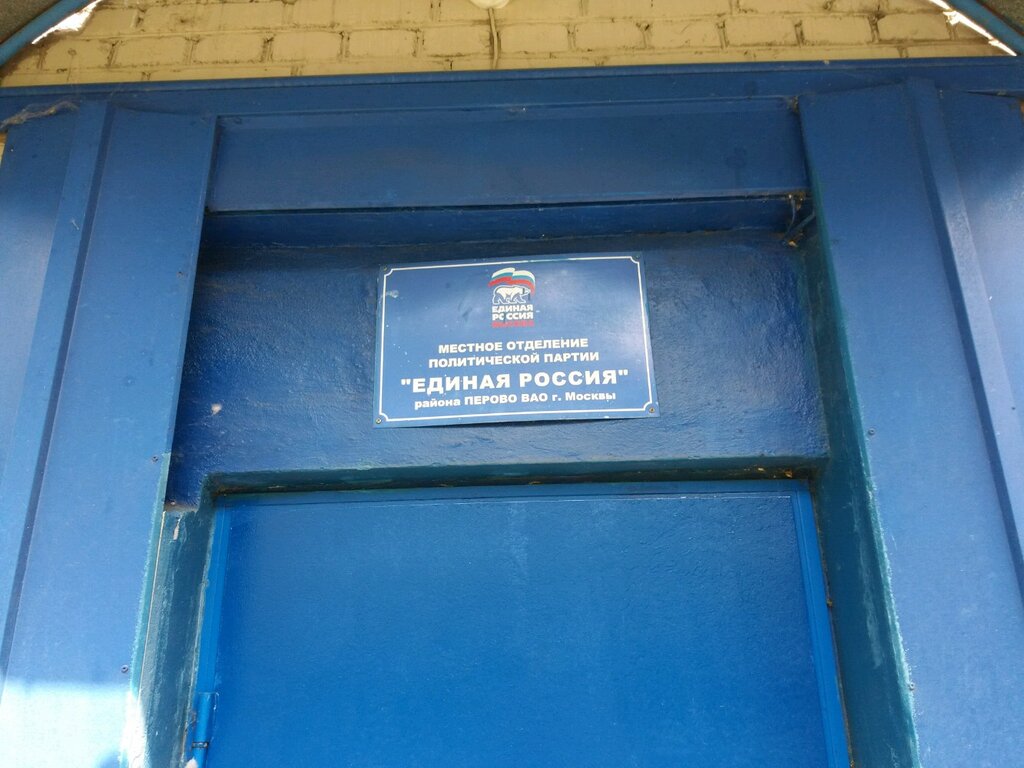 ЕДИНАЯ
РОССИЯ
МЕСТНОЕ ОТДЕЛЕНИЕ
ПОЛИТИЧЕСКОЙ ПАРТИИ
"ЕДИНАЯ РОССИЯ"
района ПЕРОВО ВАО г. Москвы